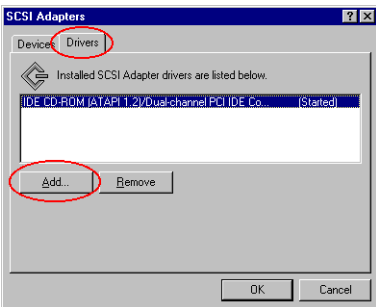 SCSI Adapters
Devices Drivers
Installed SCSI Adapter drivers are listed below.
IDE CD-ROM (ATAPI 1.2)/Dual-channel PCI IDE Co... (Started)
Add... Remove
OK Cancel